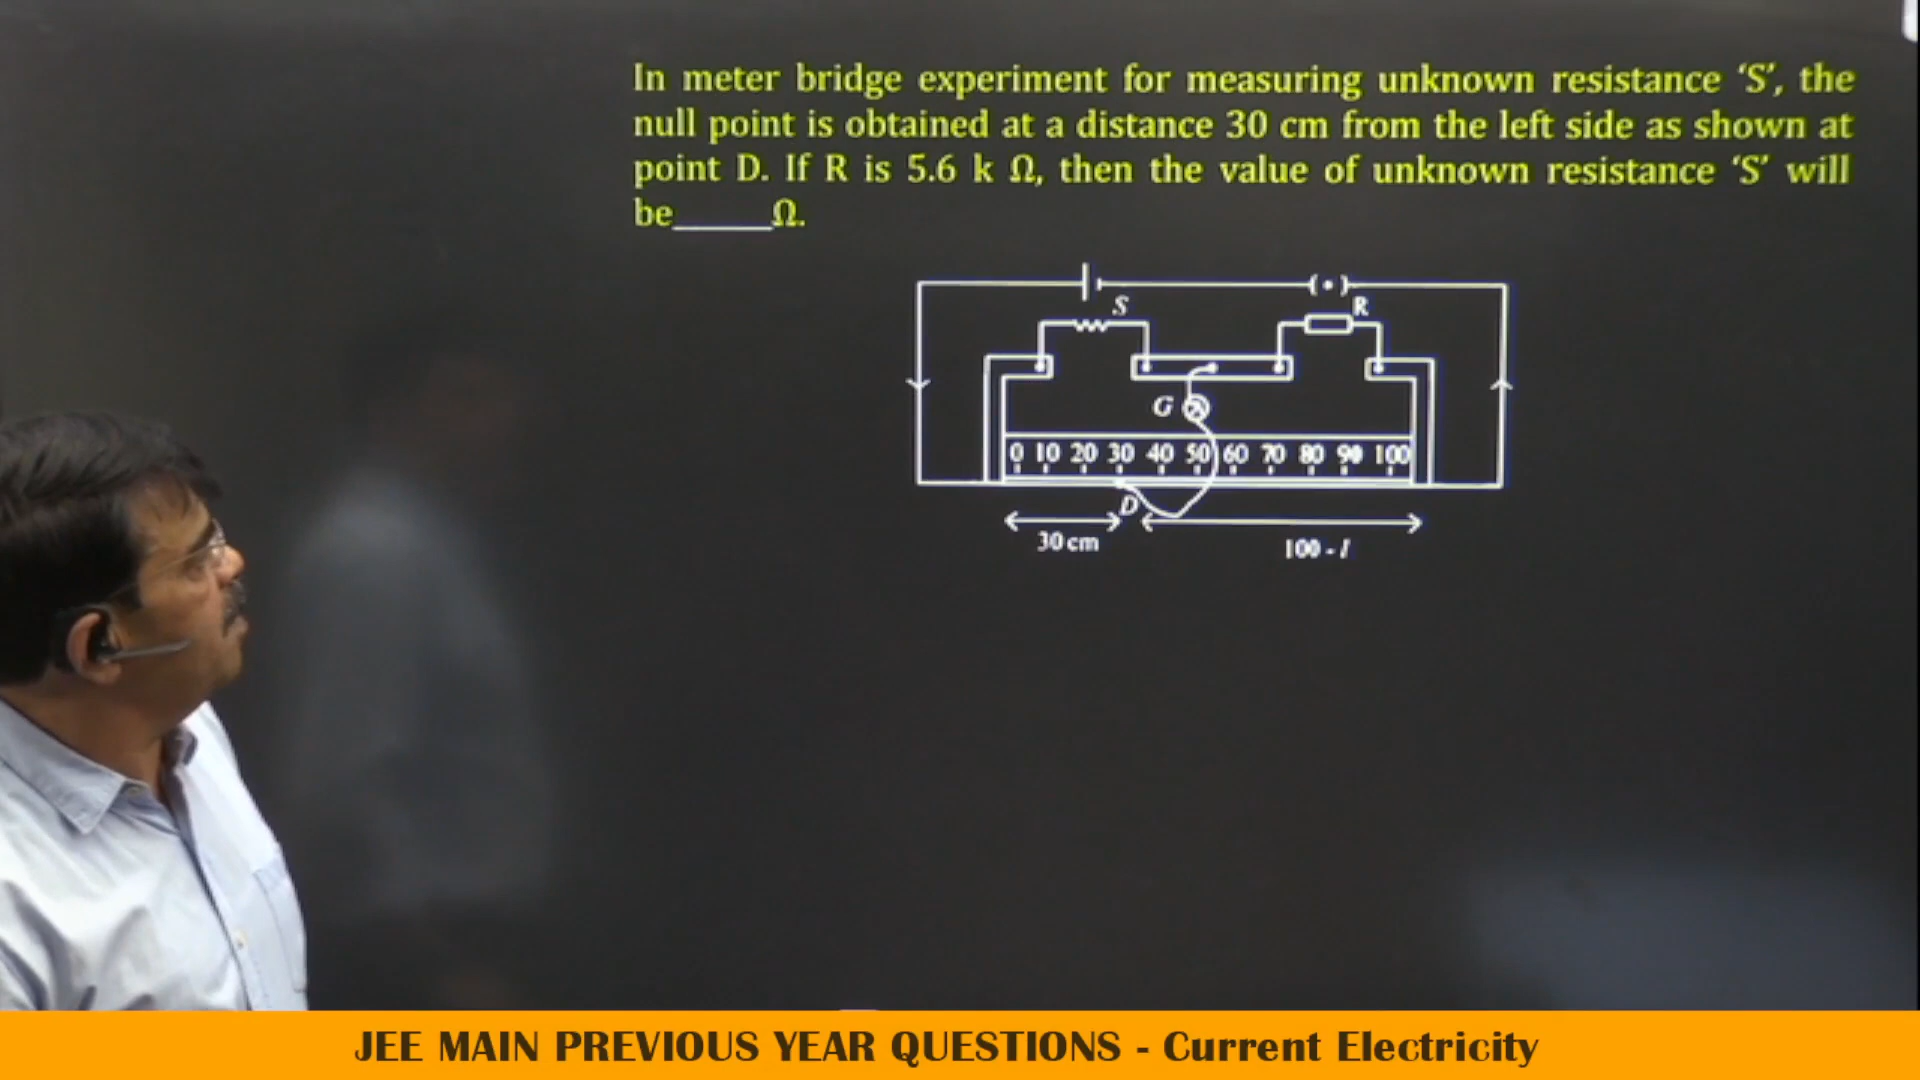 In meter bridge experiment for measuring unknown resistance ‘S’, the
null point is obtained at a distance 30 cm from the left side as shown at
point D. If R is 5.6 k Ω, then the value of unknown resistance ‘S’ will
be_____Ω.
S
R
G
0 10 20 30 40 50 60 70 80 90 100
D
30 cm
100 - l
JEE MAIN PREVIOUS YEAR QUESTIONS - Current Electricity